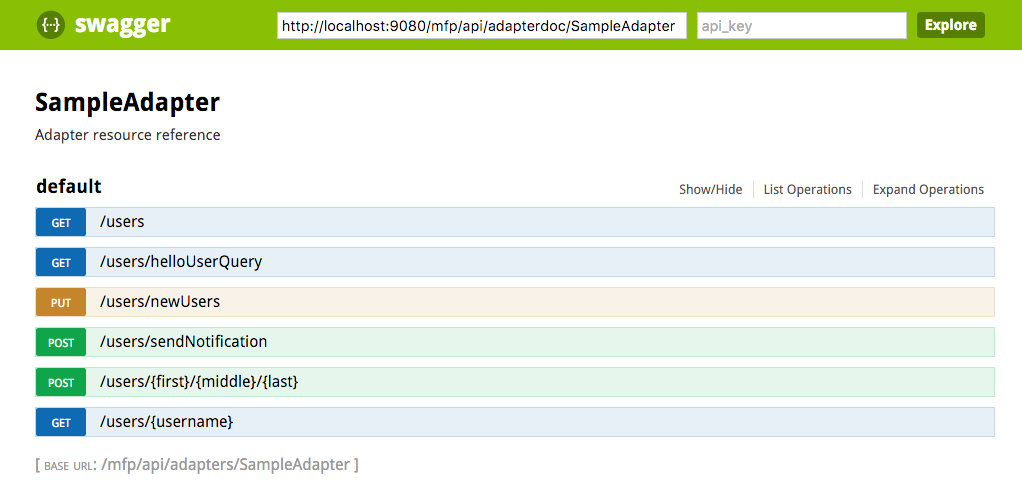 {··} swagger http://localhost:9080/mfp/api/adapterdoc/SampleAdapter api_key Explore
SampleAdapter
Adapter resource reference
default Show/Hide List Operations Expand Operations
GET /users
GET /users/helloUserQuery
PUT /users/newUsers
POST /users/sendNotification
POST /users/{first}/{middle}/{last}
GET /users/{username}
[ BASE URL: /mfp/api/adapters/SampleAdapter ]